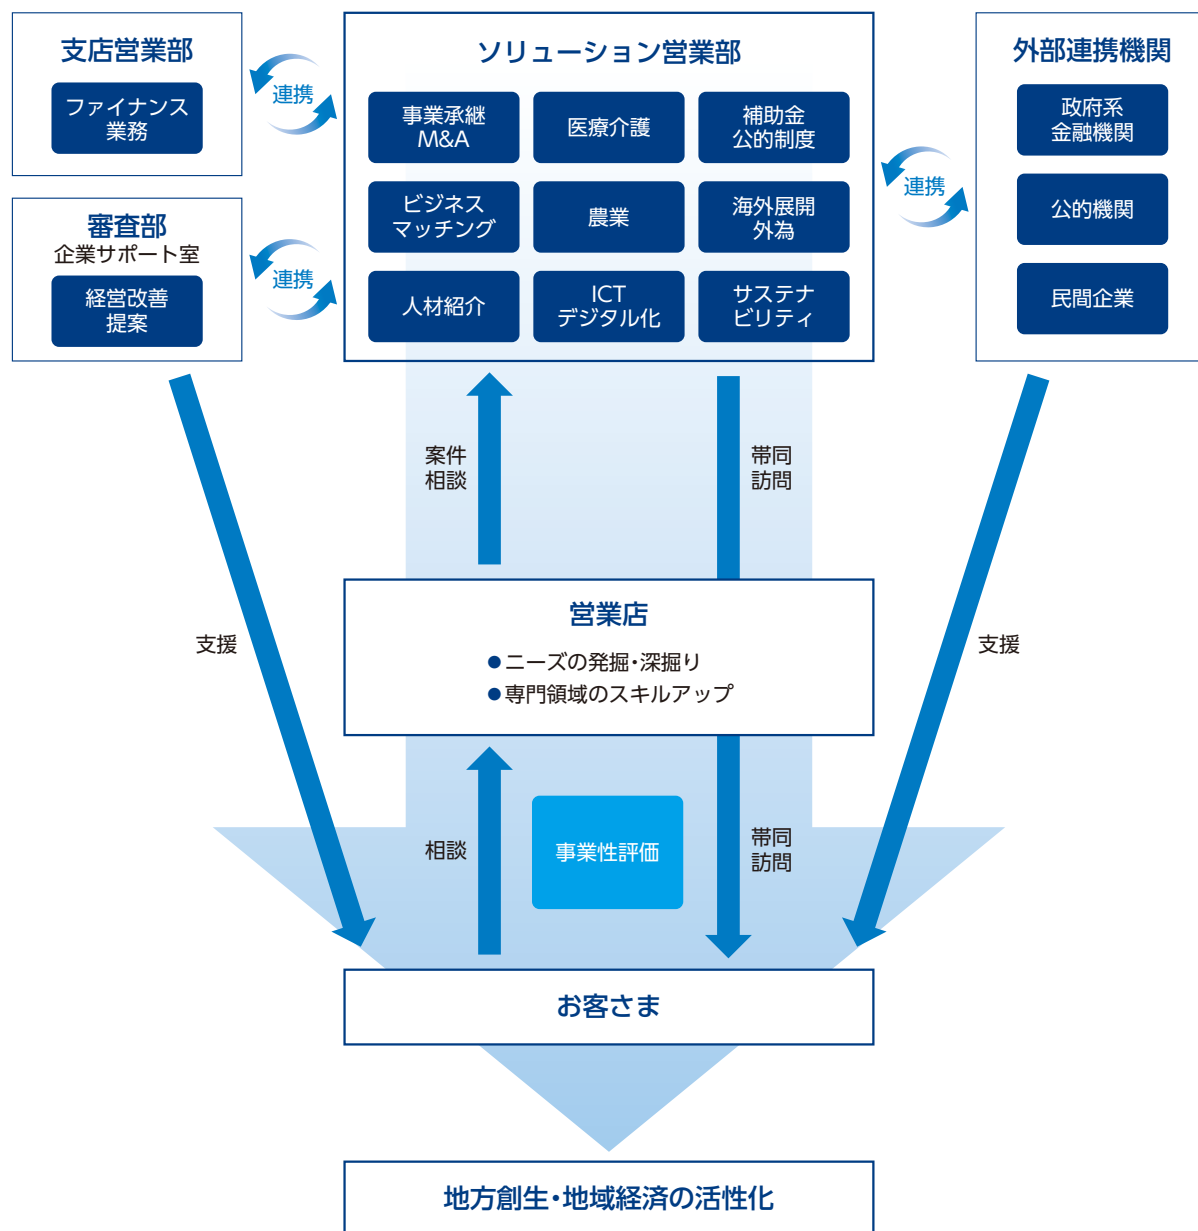 支店営業部
ファイナンス
業務
連携
審査部
企業サポート室
経営改善
提案
連携
ソリューション営業部
事業承継
M&A
医療介護
補助金
公的制度
ビジネス
マッチング
農業
海外展開
外為
人材紹介
ICT
デジタル化
サステナ
ビリティ
連携
外部連携機関
政府系
金融機関
公的機関
民間企業
案件
相談
帯同
訪問
支援
営業店
●ニーズの発掘・深掘り
●専門領域のスキルアップ
支援
相談
事業性評価
帯同
訪問
お客さま
地方創生・地域経済の活性化